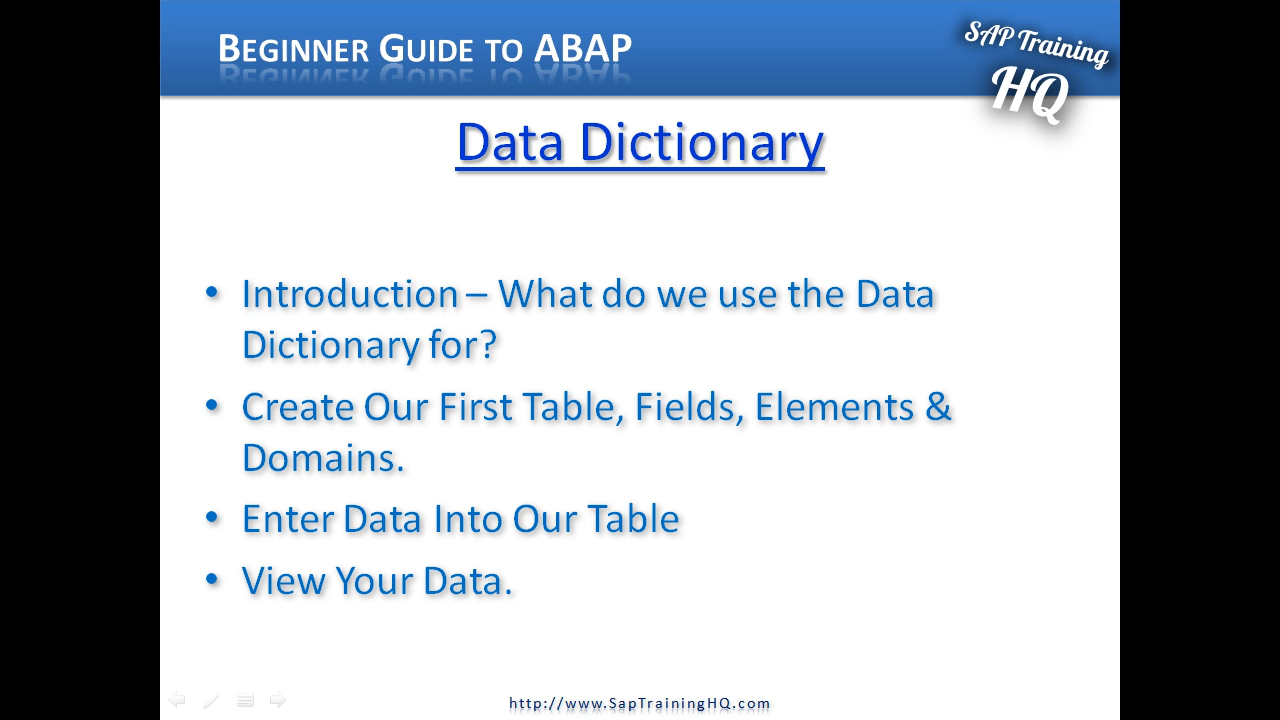 BEGINNER GUIDE TO ABAP
SAP Training
HQ
Data Dictionary
• Introduction – What do we use the Data
Dictionary for?
• Create Our First Table, Fields, Elements &
Domains.
• Enter Data Into Our Table
• View Your Data.
http://www.SapTrainingHQ.com